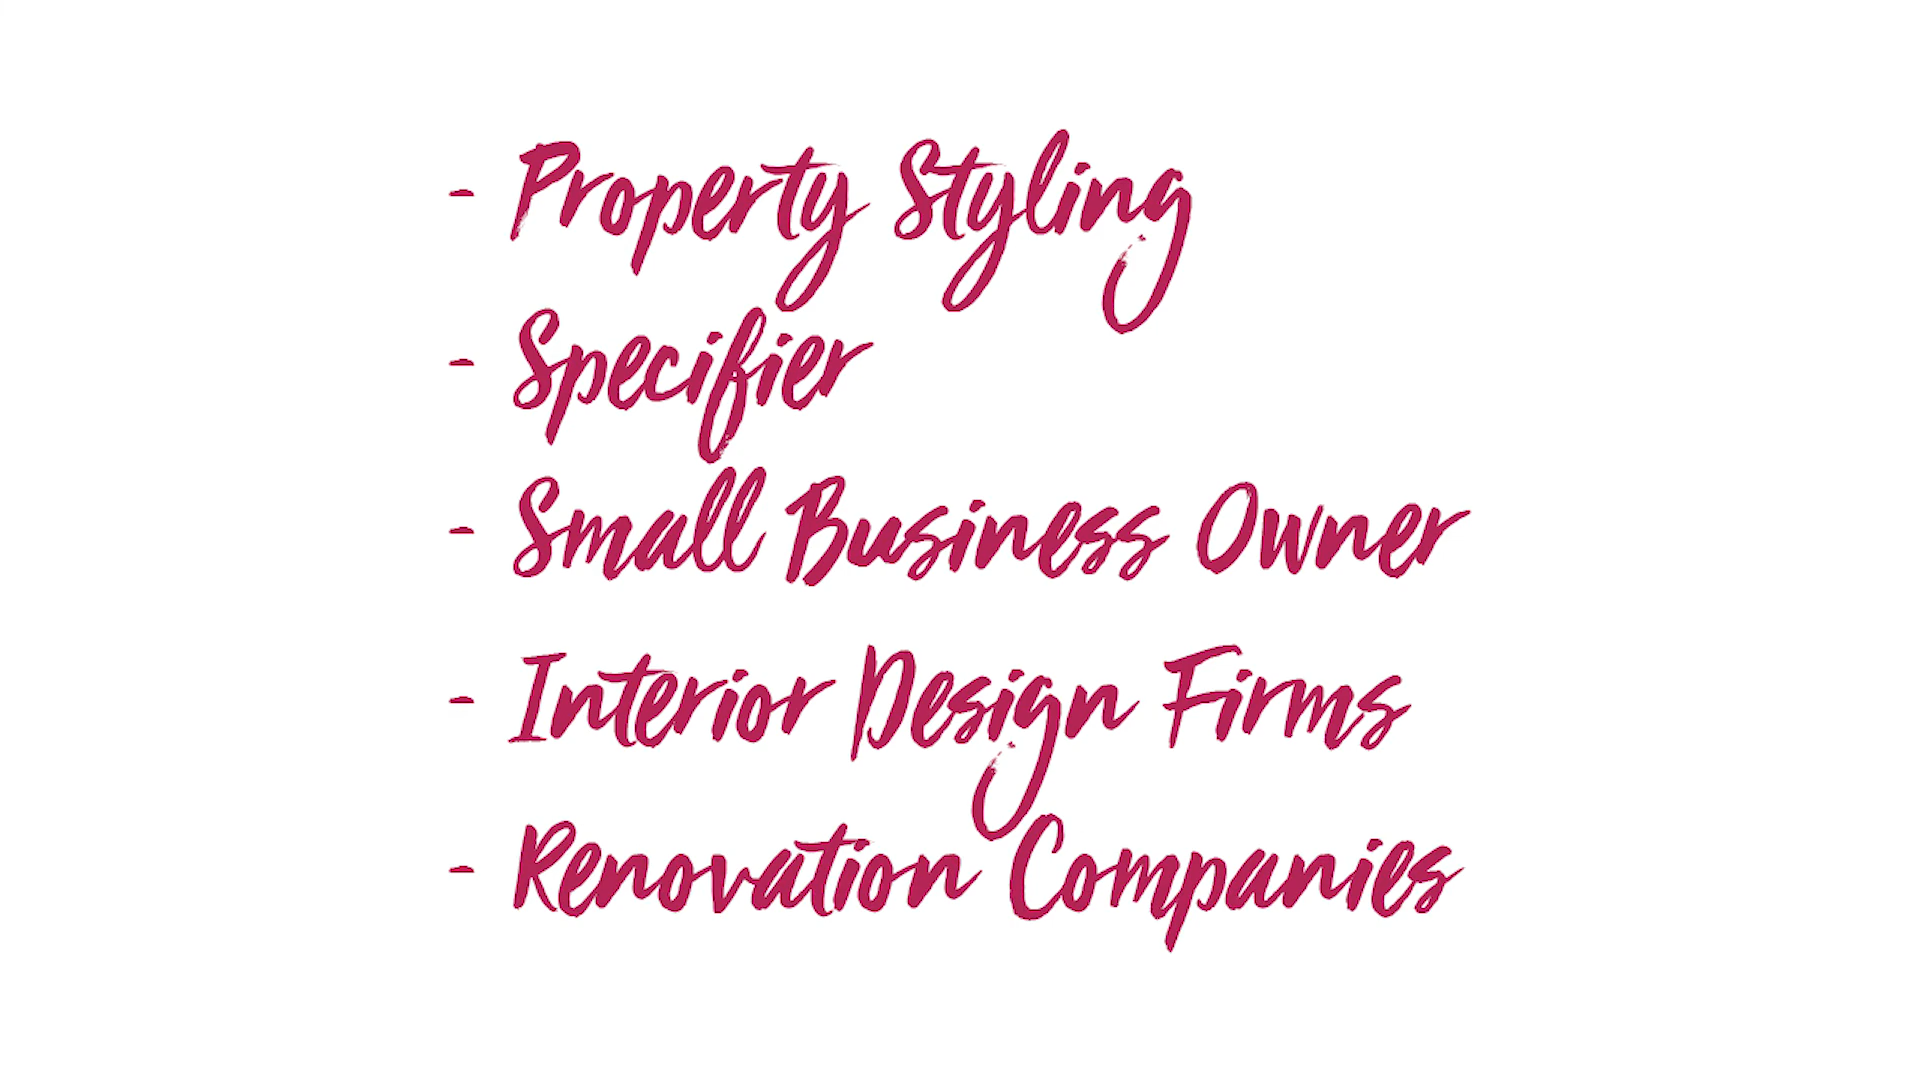 - Property Styling
- Specifier
- Small Business Owner
- Interior Design Firms
- Renovation Companies